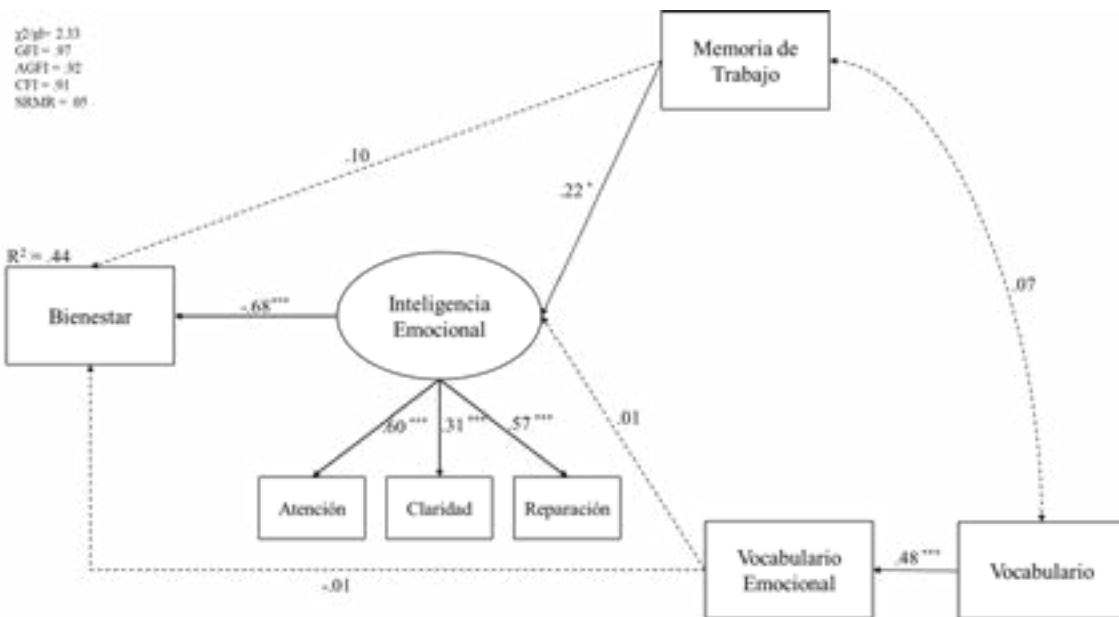 χ2/gl= 2.33
GFI = .97
AGFI = .92
CFI = .91
SRMR = .05
Memoria de
Trabajo
.10
.22⁺
R² = .44
Bienestar
-.68***
Inteligencia
Emocional
.07
.60***
.31***
.57***
.01
Atención
Claridad
Reparación
Vocabulario
Emocional
.48***
Vocabulario
-.01